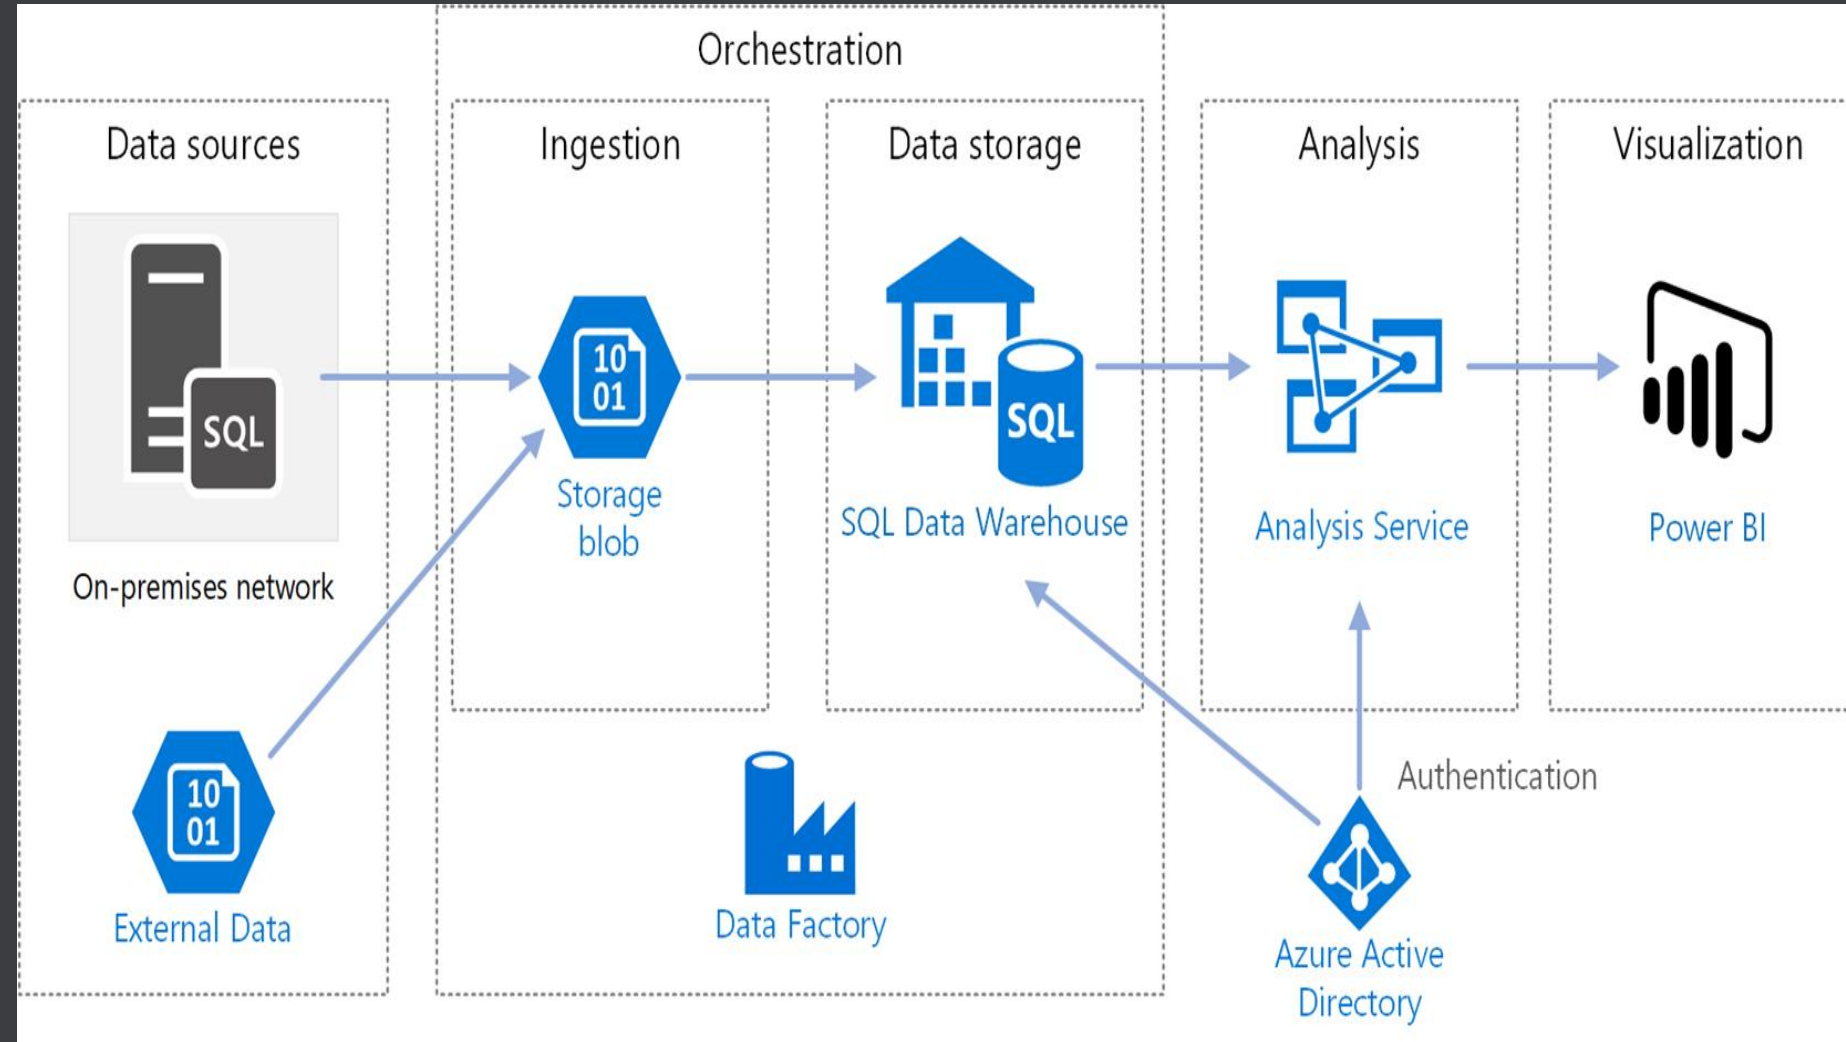 Orchestration
Data sources
Ingestion
Data storage
Analysis
Visualization
SQL
10
01
SQL
Storage
blob
SQL Data Warehouse
Analysis Service
Power BI
On-premises network
10
01
External Data
Data Factory
Authentication
Azure Active
Directory